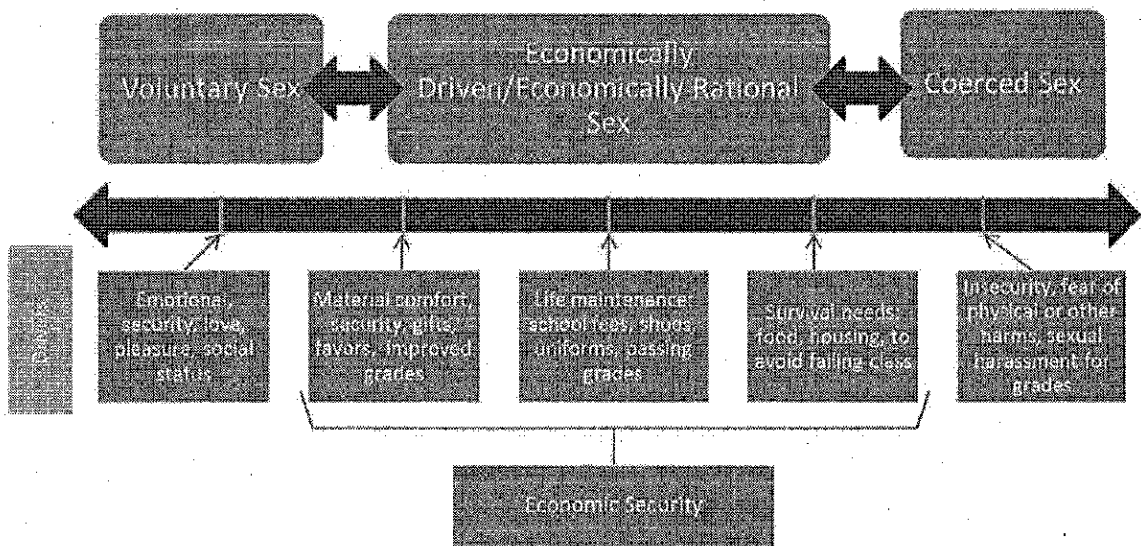 Voluntary Sex
Economically
Driven/Economically Rational
Sex
Coerced Sex
Emotional,
security, love,
pleasure, social
status
Material comfort,
security, gifts,
favors, improved
grades
Life maintenance:
school fees, shoes,
uniforms, passing
grades
Survival needs:
food, housing, to
avoid failing class
Insecurity, fear of
physical or other
harms, sexual
harassment for
grades
Economic Security